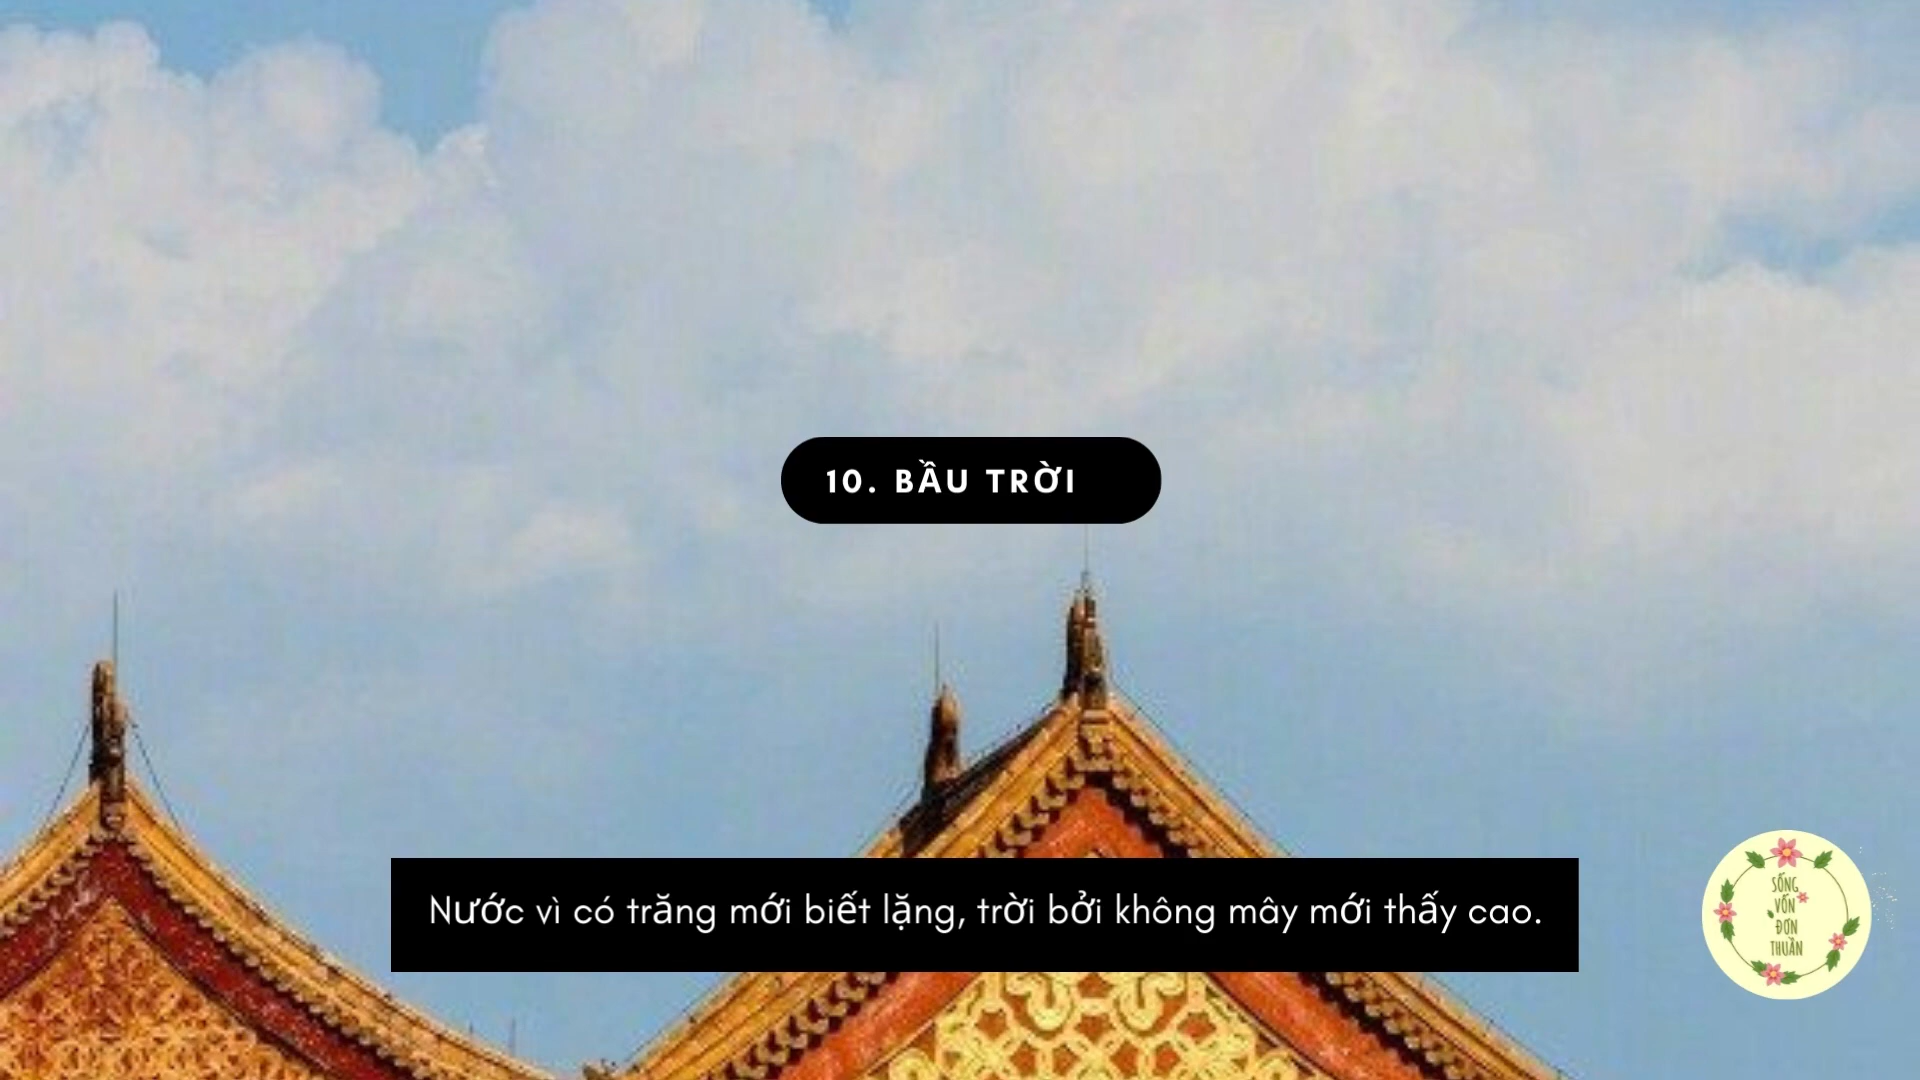 10. BẦU TRỜI
Nước vì có trăng mới biết lặng, trời bởi không mây mới thấy cao.
SỐNG
VỐN
ĐƠN
THUẦN